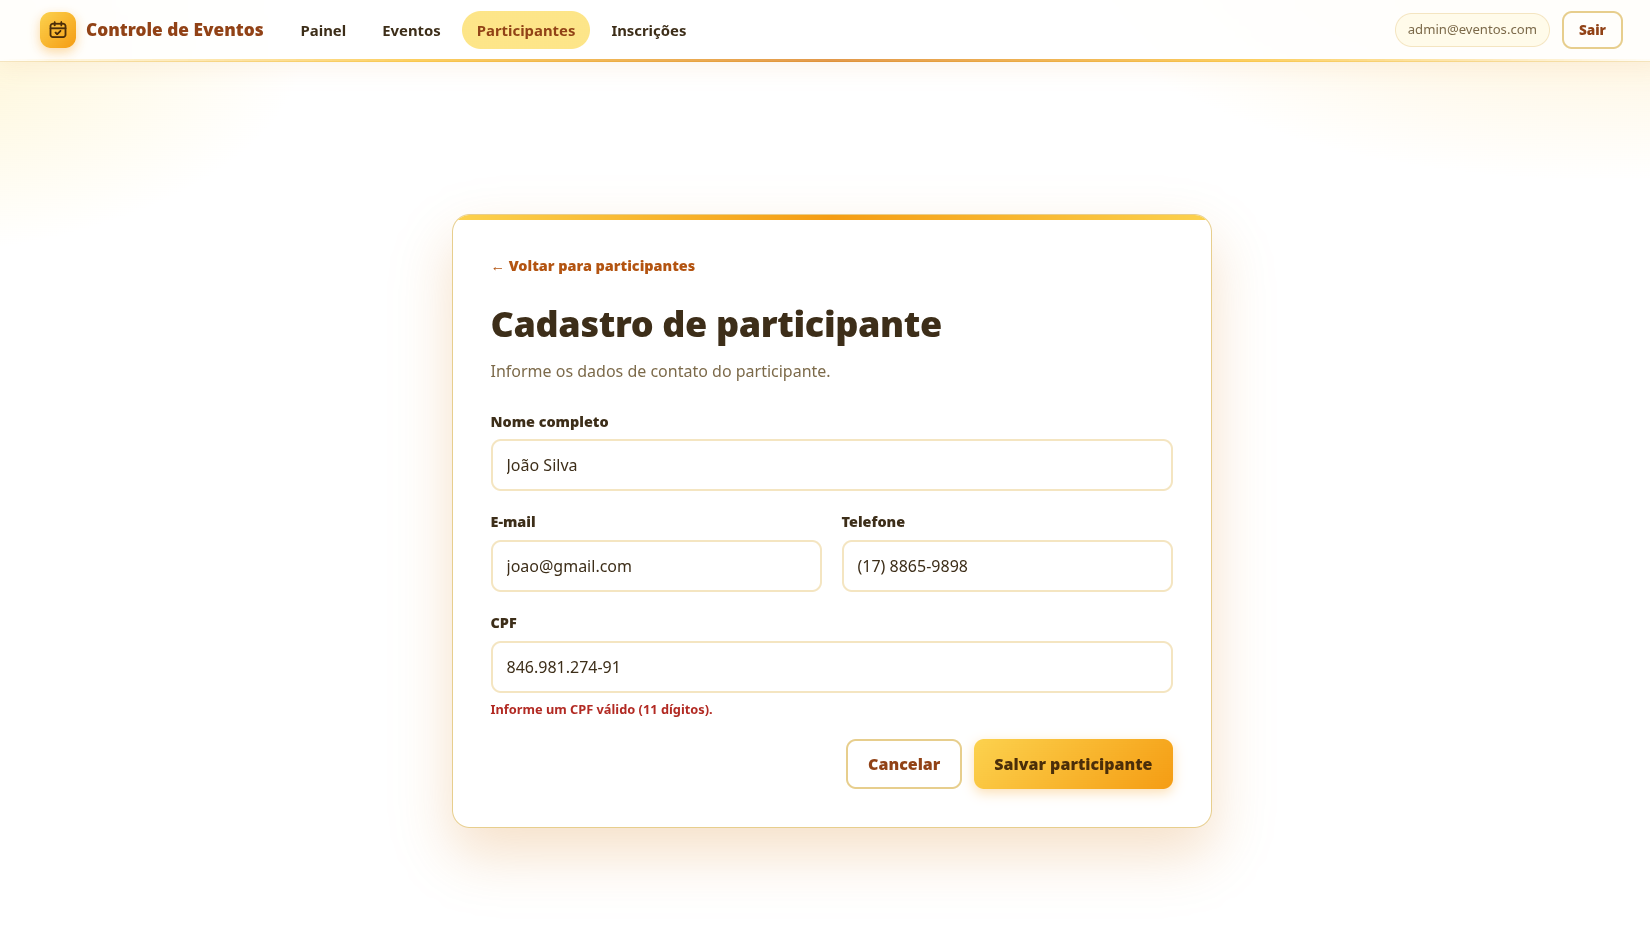 Controle de Eventos
Painel
Eventos
Participantes
Inscrições
admin@eventos.com
Sair
← Voltar para participantes
Cadastro de participante
Informe os dados de contato do participante.
Nome completo
João Silva
E-mail
Telefone
joao@gmail.com
(17) 8865-9898
CPF
846.981.274-91
Informe um CPF válido (11 dígitos).
Cancelar
Salvar participante